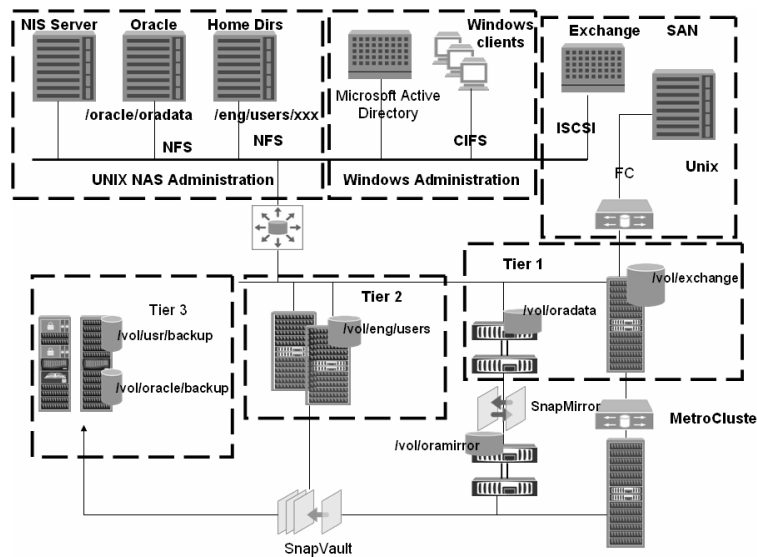 NIS Server
Oracle
Home Dirs
Windows clients
Exchange
SAN
/oracle/oradata
/eng/users/xxx
Microsoft Active Directory
NFS
NFS
CIFS
ISCSI
FC
Unix
UNIX NAS Administration
Windows Administration
Tier 3
/vol/usr/backup
/vol/oracle/backup
Tier 2
/vol/eng/users
Tier 1
/vol/oradata
/vol/exchange
SnapMirror
MetroCluste
/vol/oramirror
SnapVault